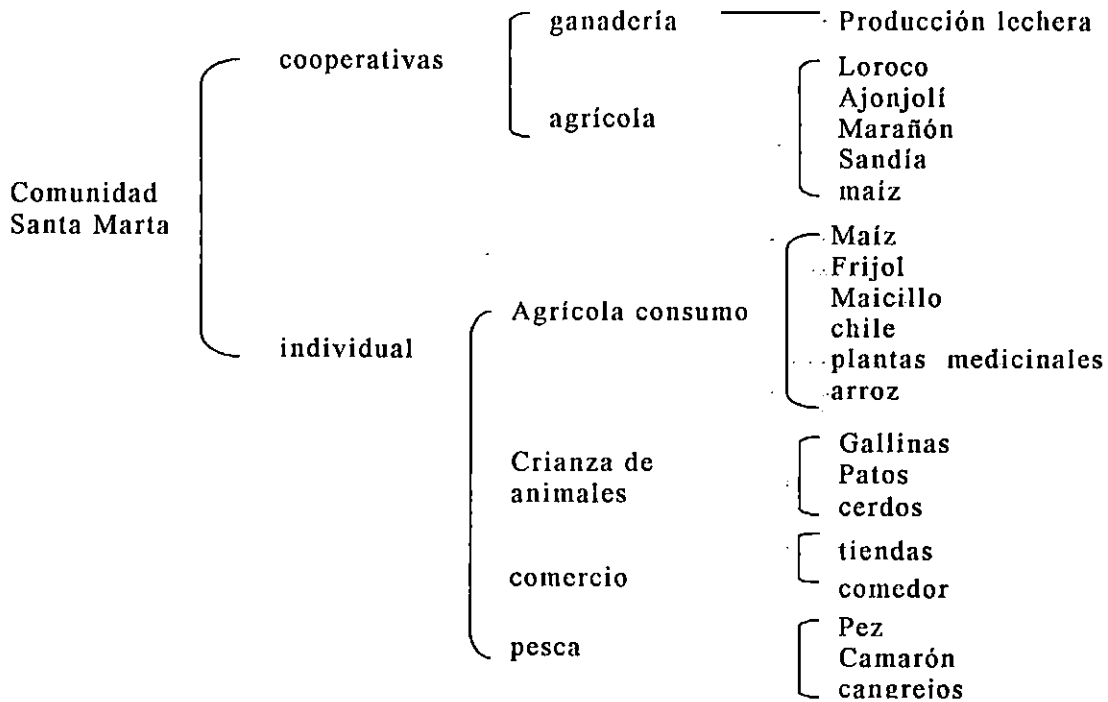 ganadería Producción lechera
cooperativas
Loroco
Ajonjolí
agrícola
Marañón
Sandía
maíz
Comunidad
Santa Marta
Maíz
Frijol
Maicillo
Agrícola consumo
chile
individual
plantas medicinales
arroz
Gallinas
Crianza de
animales
Patos
cerdos
tiendas
comercio
comedor
Pez
pesca
Camarón
cangrejos